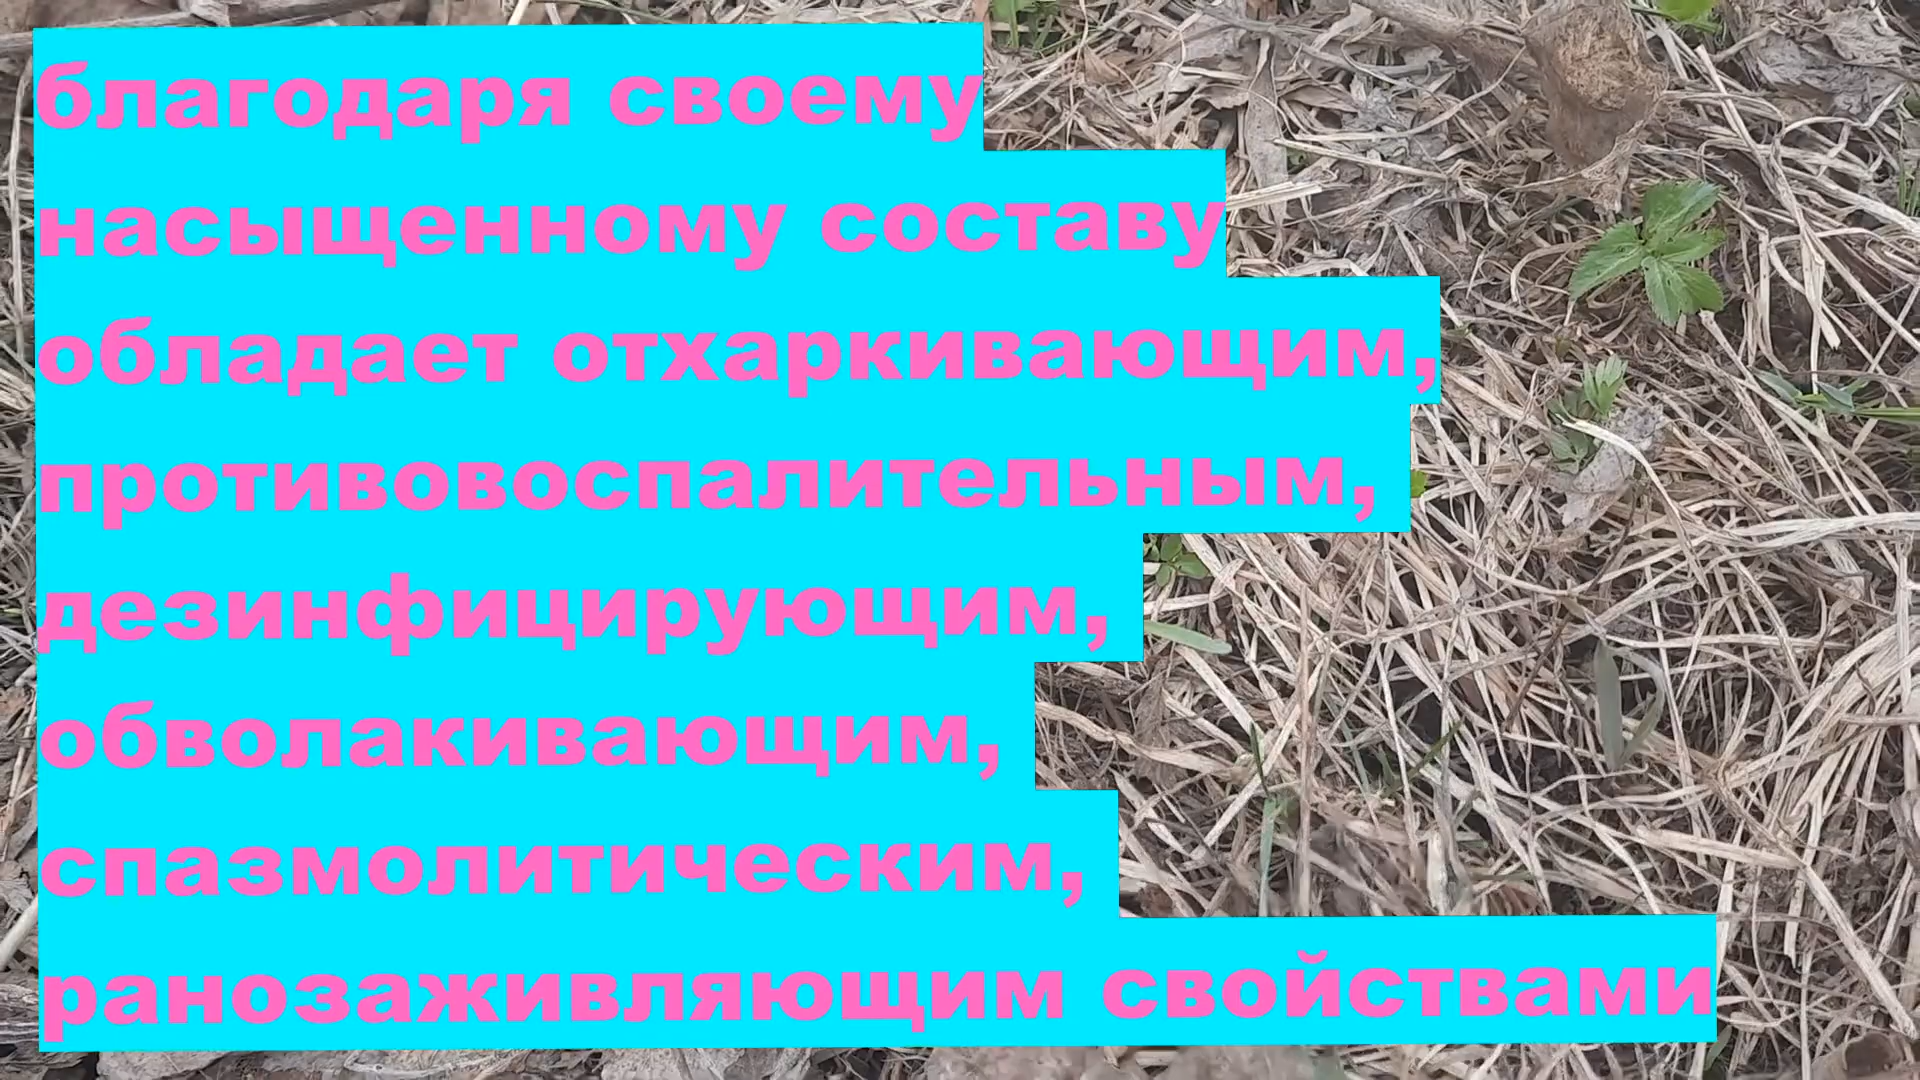 благодаря своему
насыщенному составу
обладает отхаркивающим,
противовоспалительным,
дезинфицирующим,
обволакивающим,
спазмолитическим,
ранозаживляющим свойствами